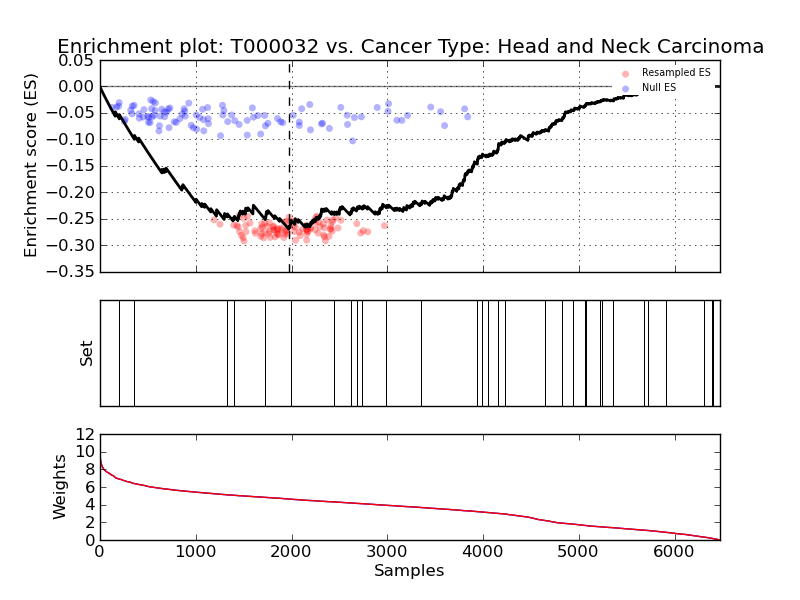 Enrichment plot: T000032 vs. Cancer Type: Head and Neck Carcinoma
Enrichment score (ES)
0.05
0.00
−0.05
−0.10
−0.15
−0.20
−0.25
−0.30
−0.35
Resampled ES
Null ES
Set
Weights
12
10
8
6
4
2
0
0 1000 2000 3000 4000 5000 6000
Samples